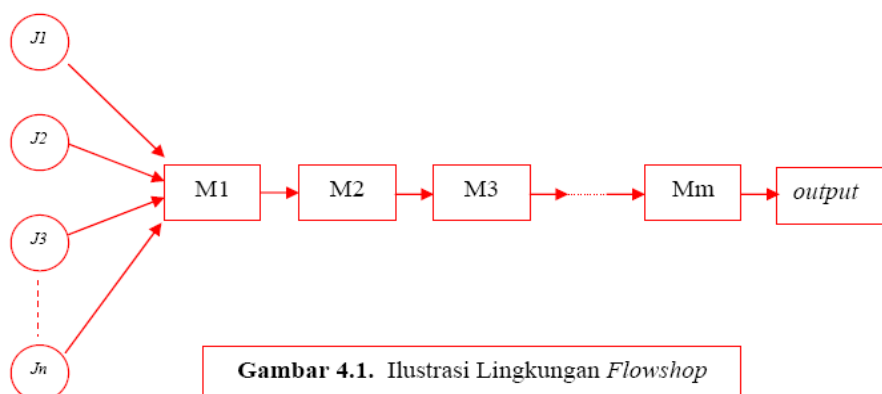 J1
J2
J3
Jn
M1
M2
M3
Mm
output
Gambar 4.1. Ilustrasi Lingkungan Flowshop